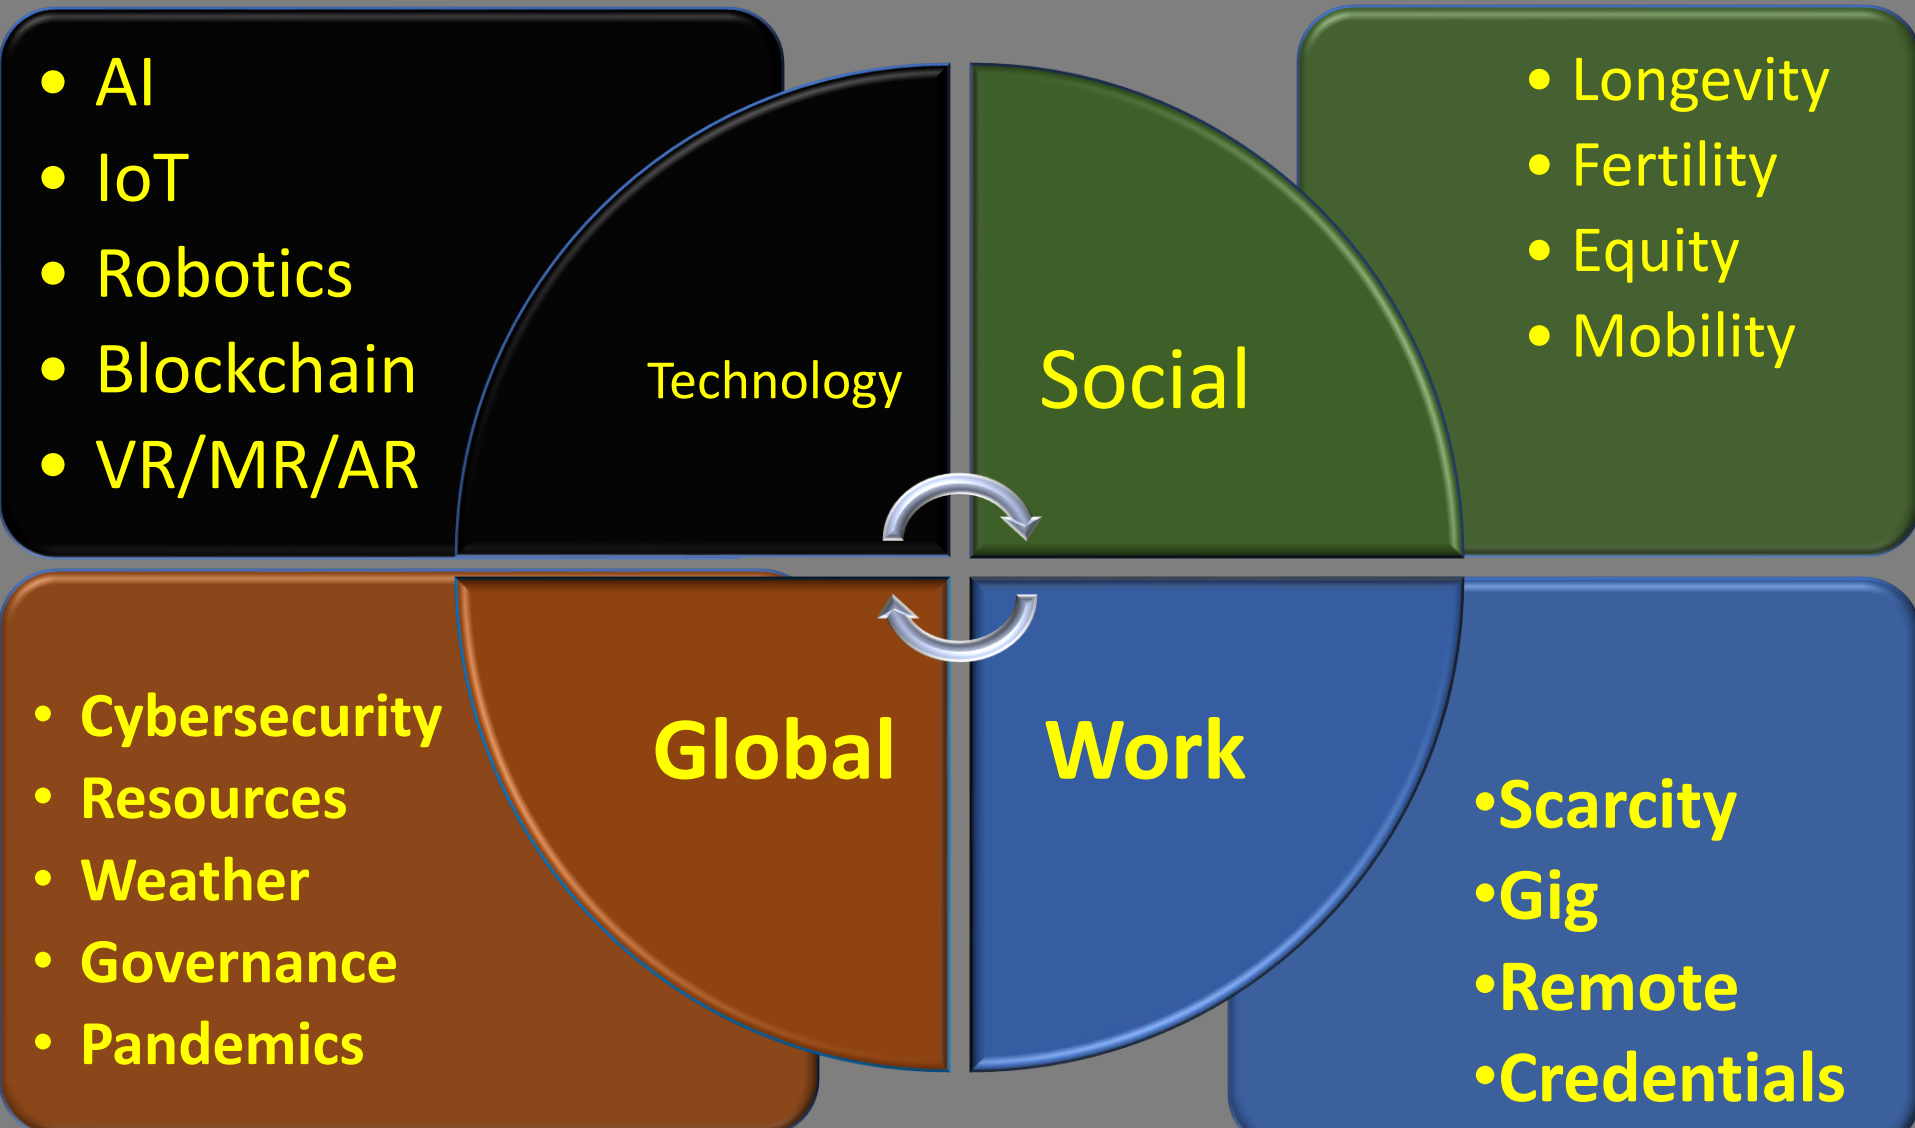 • AI
• IoT
• Robotics
• Blockchain
• VR/MR/AR
Technology
Social
• Longevity
• Fertility
• Equity
• Mobility
• Cybersecurity
• Resources
• Weather
• Governance
• Pandemics
Global
Work
•Scarcity
•Gig
•Remote
•Credentials